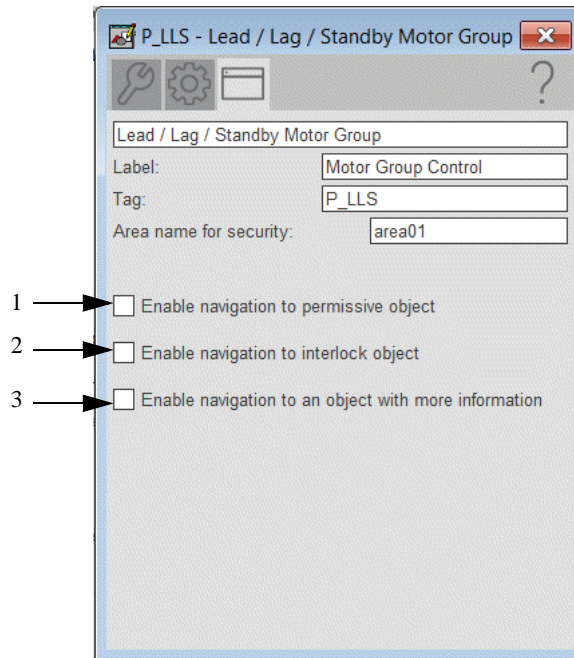 P_LLS - Lead / Lag / Standby Motor Group
?
Lead / Lag / Standby Motor Group
Label: Motor Group Control
Tag: P_LLS
Area name for security: area01
1 Enable navigation to permissive object
2 Enable navigation to interlock object
3 Enable navigation to an object with more information